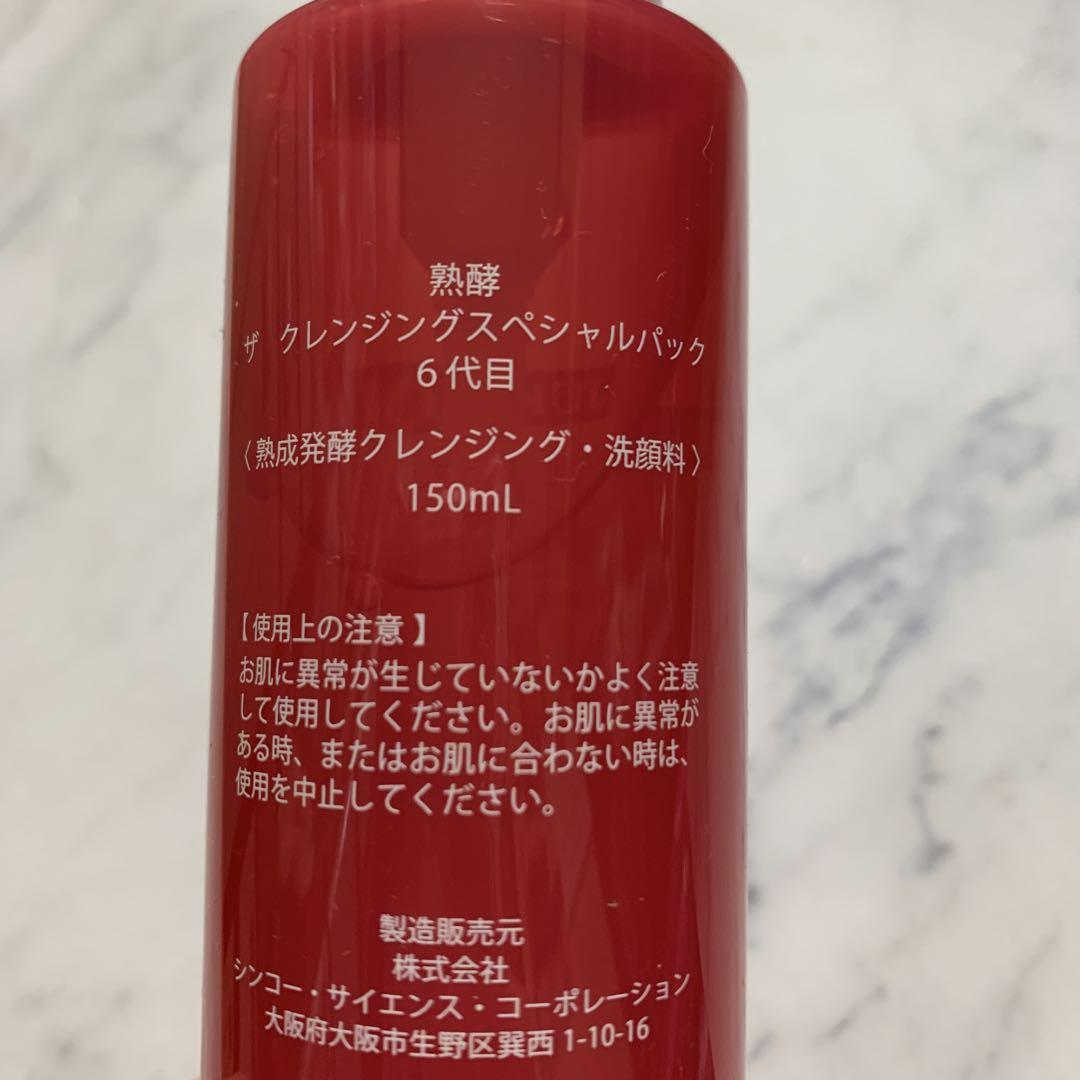 熟酵
ザ クレンジングスペシャルパック
6代目
〈熟成発酵クレンジング・洗顔料〉
150mL
【使用上の注意】
お肌に異常が生じていないかよく注意
して使用してください。お肌に異常が
ある時、またはお肌に合わない時は、
使用を中止してください。
製造販売元
株式会社
シンコー・サイエンス・コーポレーション
大阪府大阪市生野区巽西 1-10-16